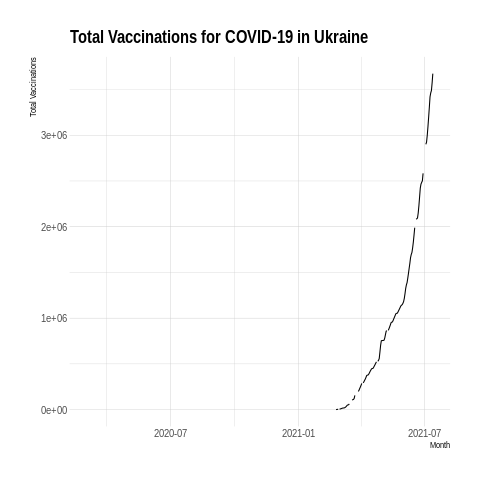 Total Vaccinations for COVID-19 in Ukraine
Total Vaccinations
3e+06
2e+06
1e+06
0e+00
2020-07
2021-01
2021-07
Month